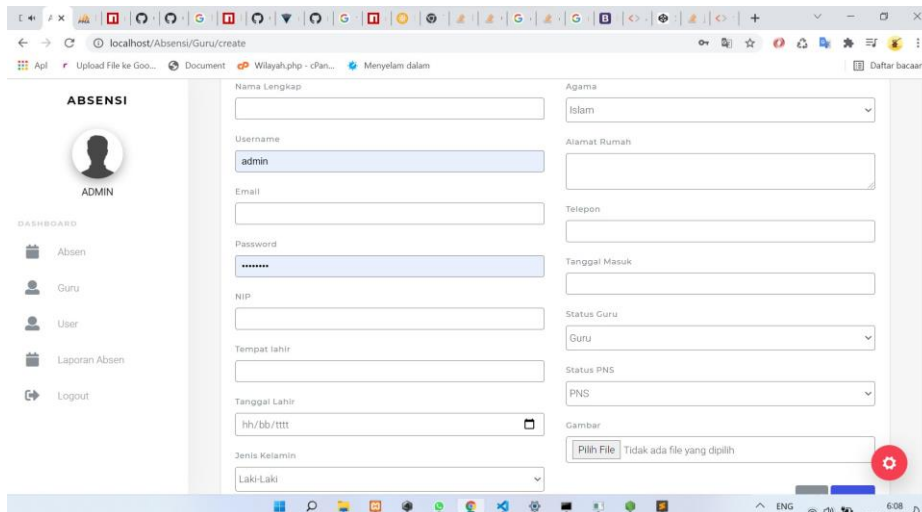 localhost/Absensi/Guru/create
Apl
Upload File ke Goo...
Document
Wilayah.php - cPan...
Menyelam dalam
Daftar bacaan
ABSENSI
ADMIN
DASHBOARD
Absen
Guru
User
Laporan Absen
Logout
Nama Lengkap
Username
admin
Email
Password
••••••••
NIP
Tempat lahir
Tanggal Lahir
hh/bb/tttt
Jenis Kelamin
Laki-Laki
Agama
Islam
Alamat Rumah
Telepon
Tanggal Masuk
Status Guru
Guru
Status PNS
PNS
Gambar
Pilih File Tidak ada file yang dipilih
ENG
6:08